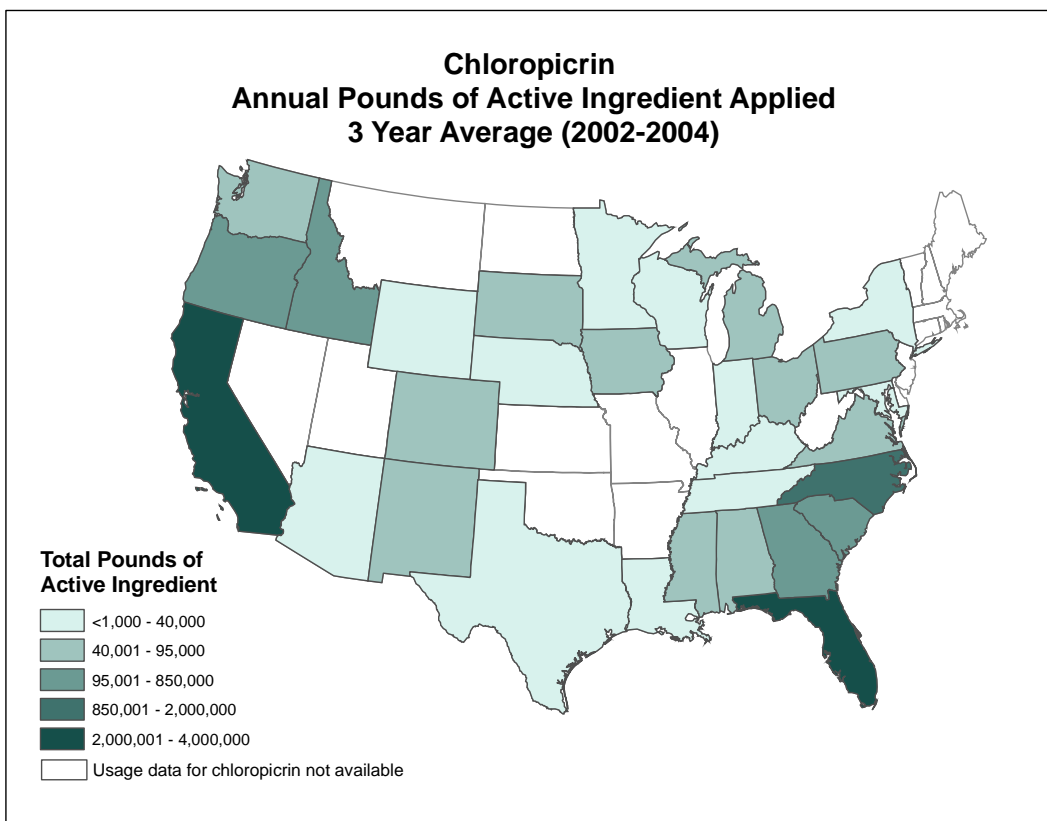 Chloropicrin
Annual Pounds of Active Ingredient Applied
3 Year Average (2002-2004)
Total Pounds of
Active Ingredient
<1,000 - 40,000
40,001 - 95,000
95,001 - 850,000
850,001 - 2,000,000
2,000,001 - 4,000,000
Usage data for chloropicrin not available